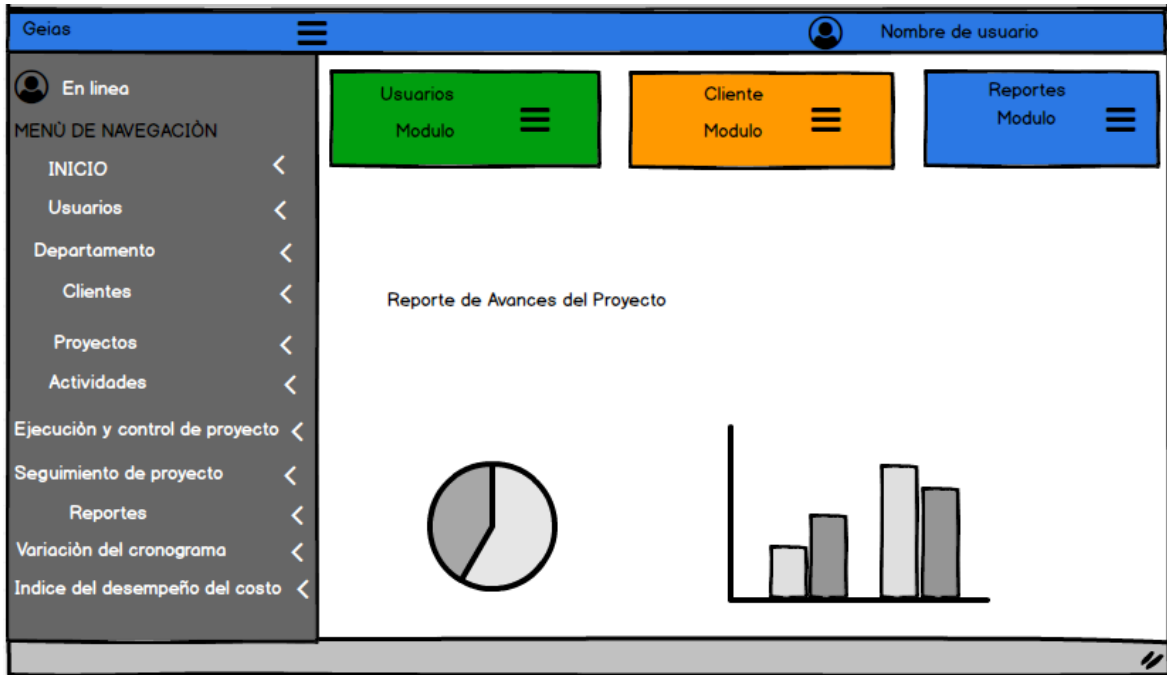 Geias
Nombre de usuario
En linea
MENÙ DE NAVEGACIÒN
INICIO
Usuarios
Departamento
Clientes
Proyectos
Actividades
Ejecuciòn y control de proyecto
Seguimiento de proyecto
Reportes
Variaciòn del cronograma
Indice del desempeño del costo
Usuarios
Modulo
Cliente
Modulo
Reportes
Modulo
Reporte de Avances del Proyecto